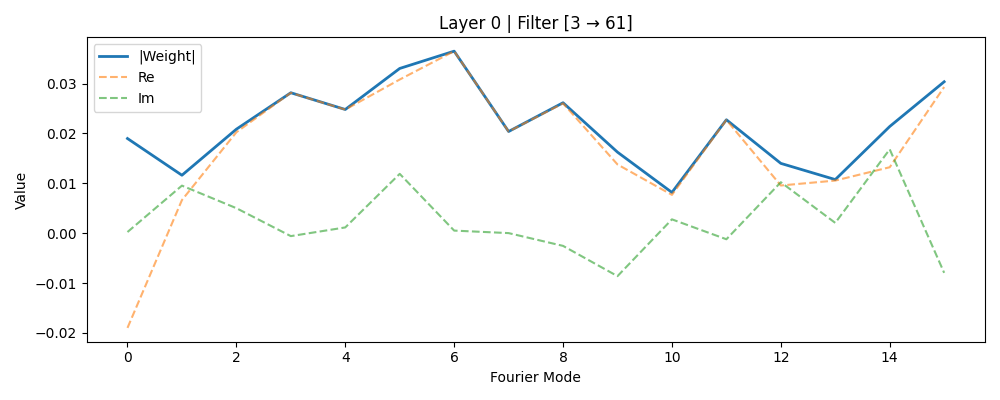 Layer 0 | Filter [3 → 61]
|Weight|
Re
Im
Value
0.03
0.02
0.01
0.00
−0.01
−0.02
0 2 4 6 8 10 12 14
Fourier Mode